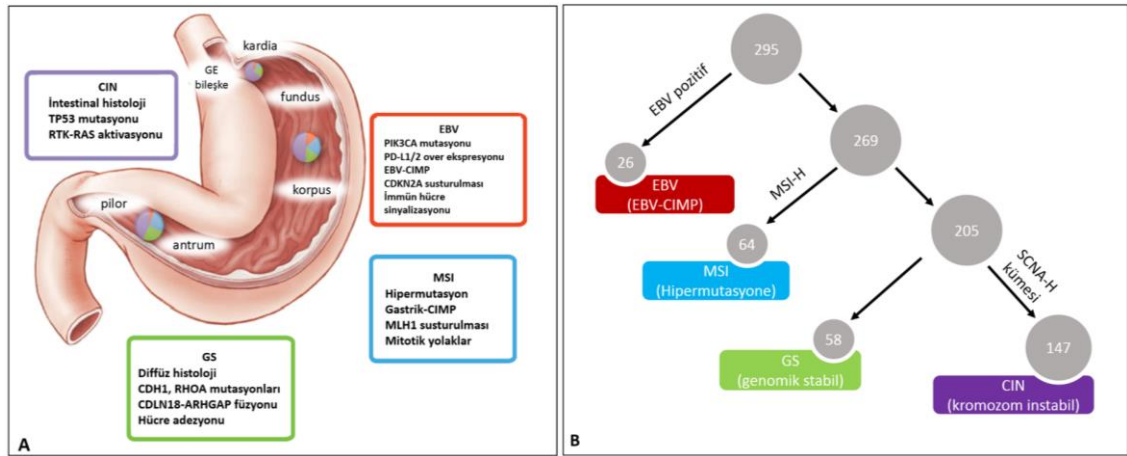 kardia
GE
bileşke
fundus
korpus
pilor
antrum
CIN
İntestinal histoloji
TP53 mutasyonu
RTK-RAS aktivasyonu
EBV
PIK3CA mutasyonu
PD-L1/2 over ekspresyonu
EBV-CIMP
CDKN2A susturulması
İmmün hücre
sinyalizasyonu
MSI
Hipermutasyon
Gastrik-CIMP
MLH1 susturulması
Mitotik yolaklar
GS
Diffüz histoloji
CDH1, RHOA mutasyonları
CDLN18-ARHGAP füzyonu
Hücre adezyonu
A
295
EBV pozitif
26
269
EBV
(EBV-CIMP)
MSI-H
64
205
MSI
(Hipermutasyone)
SCNA-H
kümesi
58
147
GS
(genomik stabil)
CIN
(kromozom instabil)
B